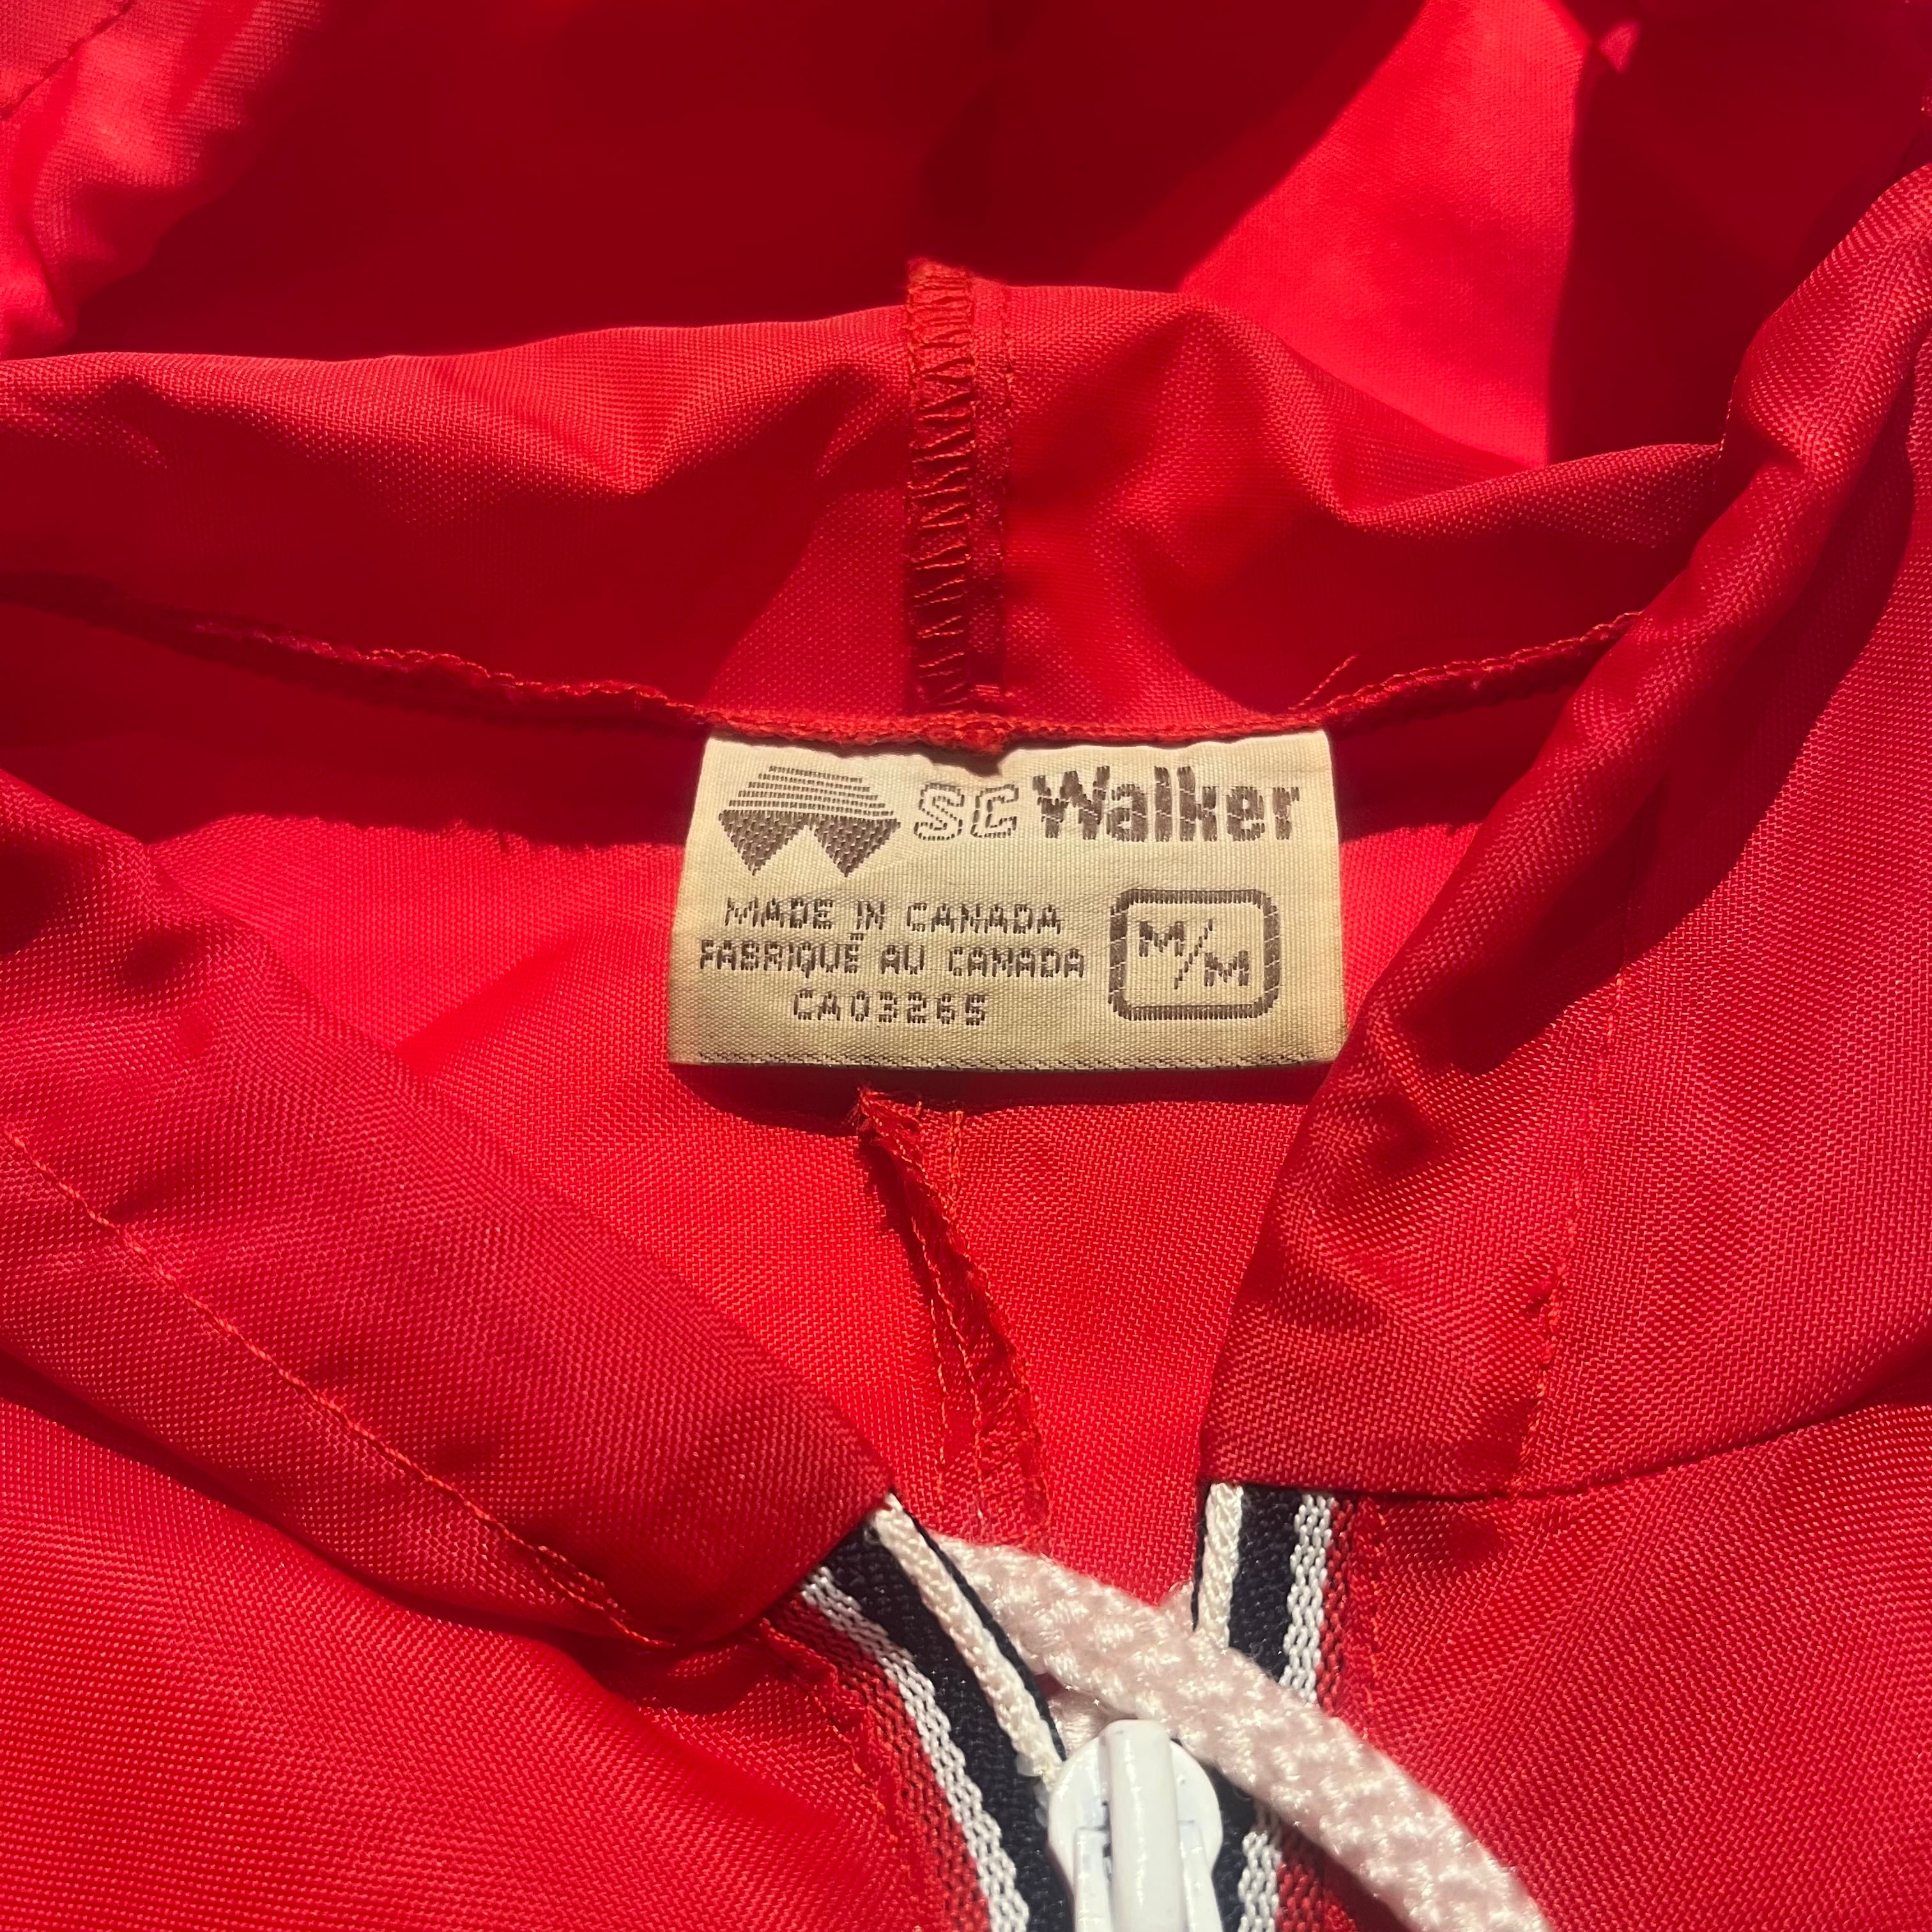 SC Walker
MADE IN CANADA
FABRIQUÉ AU CANADA
CA03265
M/M